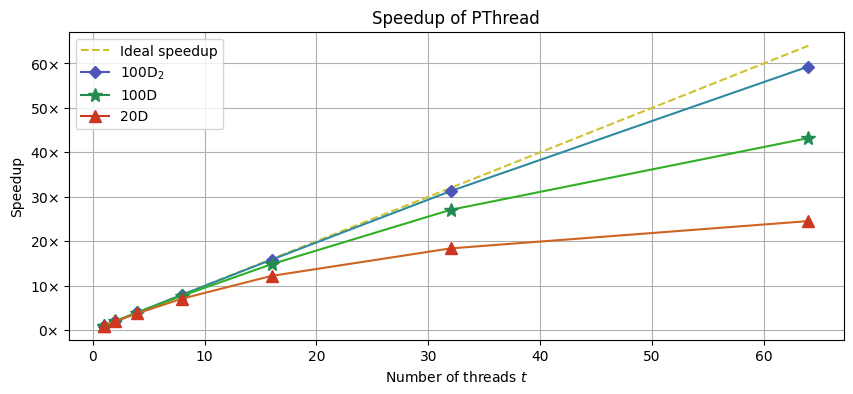 Speedup of PThread
Ideal speedup
100D₂
100D
20D
60×
50×
40×
30×
20×
10×
0×
Speedup
0 10 20 30 40 50 60
Number of threads t